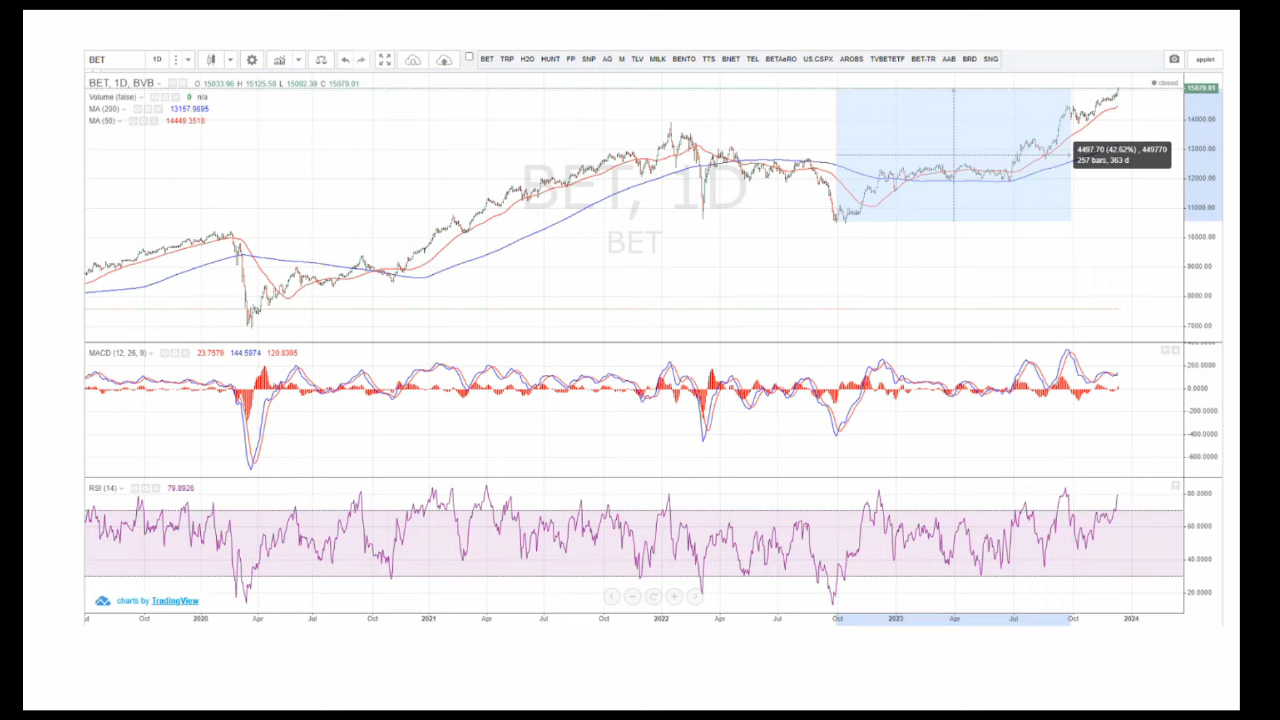 BET 1D BET TRP H2O HUNT FP SNP AG M TLV MILK BENTO TTS BNET TEL BETAeRO US.CSPX AROBS TVBETETF BET-TR AAB BRD SNG applet
BET, 1D, BVB O 15033.96 H 15125.58 L 15002.39 C 15079.01 closed
Volume (false) 0 n/a
MA (200) 13157.9895
MA (50) 14449.3518
15079.01
14000.00
13000.00
12000.00
11000.00
10000.00
9000.00
8000.00
7000.00
4497.70 (42.62%) , 449770
257 bars, 363 d
BET, 1D
BET
MACD (12, 26, 9) 23.7579 144.5974 120.8395
200.0000
0.0000
-200.0000
-400.0000
-600.0000
RSI (14) 79.8926
80.0000
60.0000
40.0000
20.0000
charts by TradingView
Oct 2020 Apr Jul Oct 2021 Apr Jul Oct 2022 Apr Jul Oct 2023 Apr Jul Oct 2024